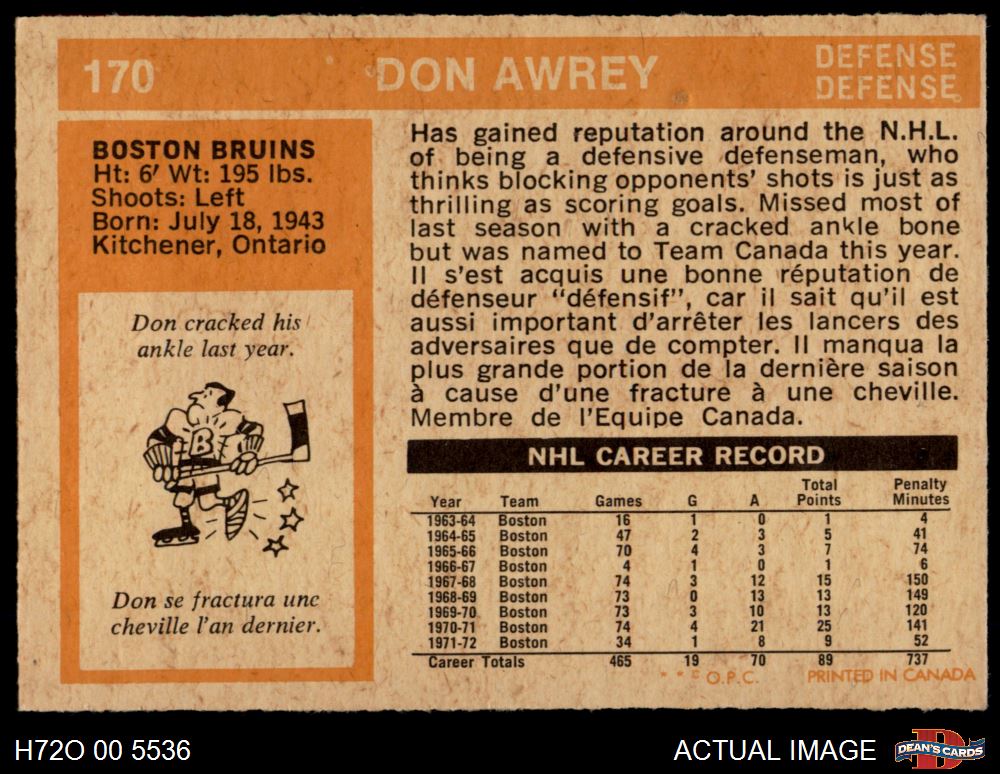 170 DON AWREY DEFENSE
DEFENSE
BOSTON BRUINS
Ht: 6' Wt: 195 lbs.
Shoots: Left
Born: July 18, 1943
Kitchener, Ontario
Don cracked his
ankle last year.
B
Don se fractura une
cheville l'an dernier.
Has gained reputation around the N.H.L.
of being a defensive defenseman, who
thinks blocking opponents' shots is just as
thrilling as scoring goals. Missed most of
last season with a cracked ankle bone
but was named to Team Canada this year.
Il s'est acquis une bonne réputation de
défenseur "défensif", car il sait qu'il est
aussi important d'arrêter les lancers des
adversaires que de compter. Il manqua la
plus grande portion de la dernière saison
à cause d'une fracture à une cheville.
Membre de l'Equipe Canada.
NHL CAREER RECORD
Year Team Games G A Total Points Penalty Minutes
1963-64 Boston 16 1 0 1 4
1964-65 Boston 47 2 3 5 41
1965-66 Boston 70 4 3 7 74
1966-67 Boston 4 1 0 1 6
1967-68 Boston 74 3 12 15 150
1968-69 Boston 73 0 13 13 149
1969-70 Boston 73 3 10 13 120
1970-71 Boston 74 4 21 25 141
1971-72 Boston 34 1 8 9 52
Career Totals 465 19 70 89 737
* * © O.P.C. PRINTED IN CANADA
H72O 00 5536 ACTUAL IMAGE DEAN'S CARDS